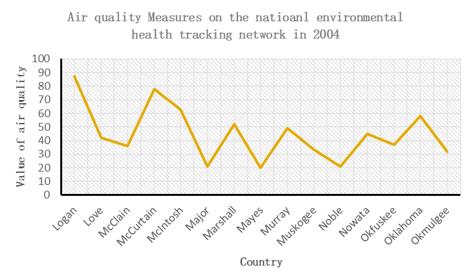 Air quality Measures on the natioanl environmental
health tracking network in 2004
Value of air quality
100
90
80
70
60
50
40
30
20
10
0
Logan
Love
McClain
McCurtain
McIntosh
Major
Marshall
Mayes
Murray
Muskogee
Noble
Nowata
Okfuskee
Oklahoma
Okmulgee
Country